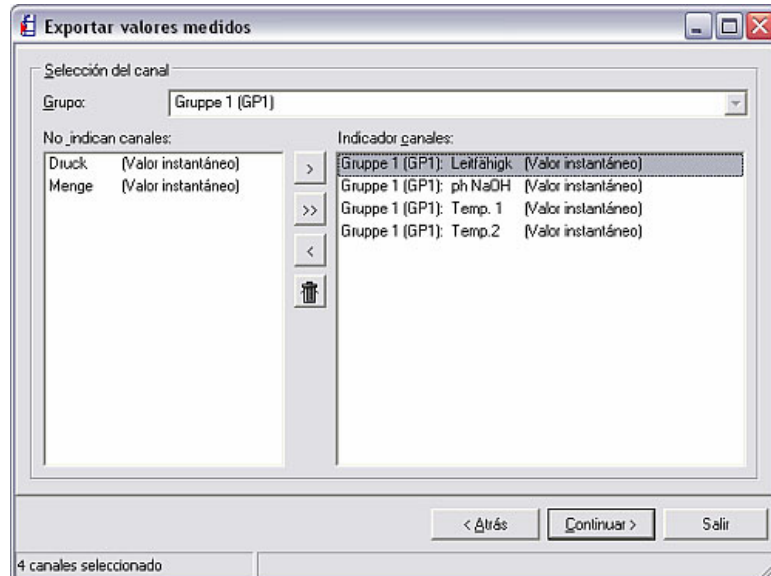 Exportar valores medidos
Selección del canal
Grupo:
Gruppe 1 (GP1)
No_indican canales:
Druck (Valor instantáneo)
Menge (Valor instantáneo)
>
>>
<
Indicador canales:
Gruppe 1 (GP1): Leitfähigk (Valor instantáneo)
Gruppe 1 (GP1): ph NaOH (Valor instantáneo)
Gruppe 1 (GP1): Temp. 1 (Valor instantáneo)
Gruppe 1 (GP1): Temp.2 (Valor instantáneo)
< Atrás
Continuar >
Salir
4 canales seleccionado